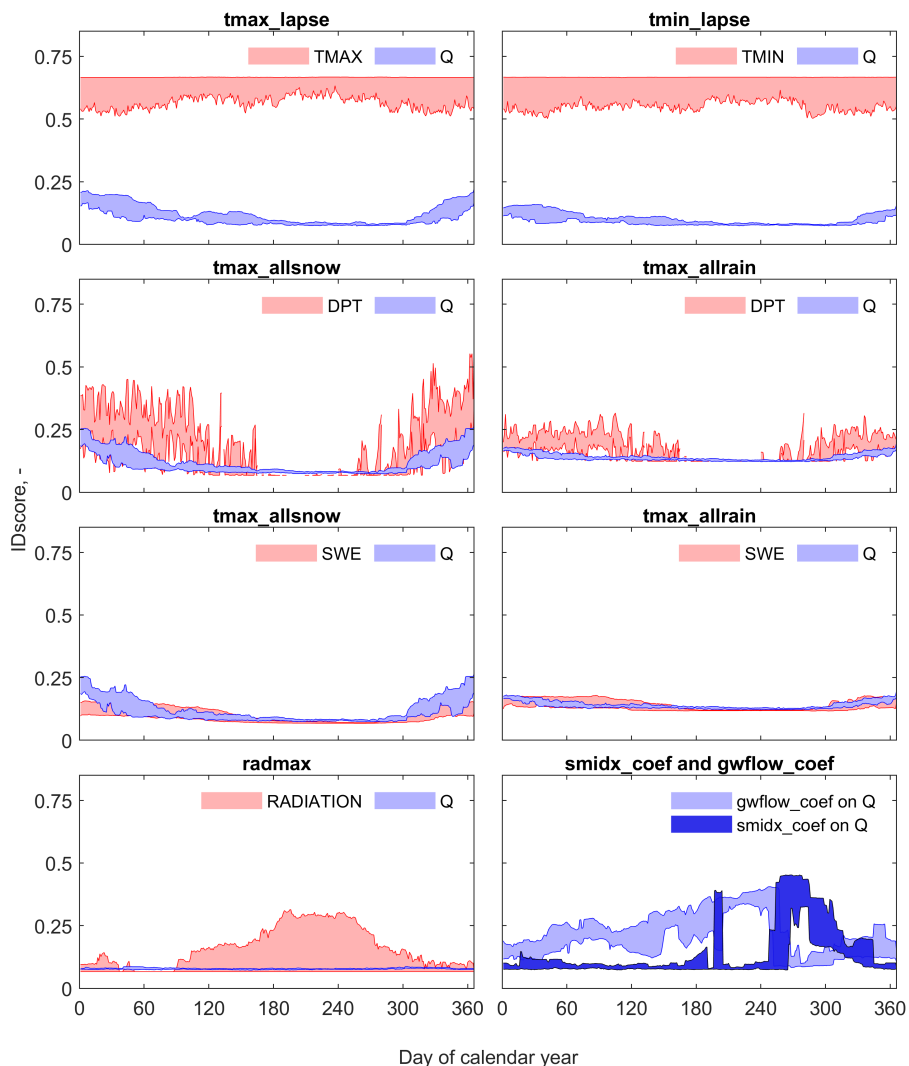 tmax_lapse tmin_lapse
0.75 TMAX Q TMIN Q
0.5
0.25
0
tmax_allsnow tmax_allrain
0.75 DPT Q DPT Q
0.5
0.25
0
IDscore, -
tmax_allsnow tmax_allrain
0.75 SWE Q SWE Q
0.5
0.25
0
radmax smidx_coef and gwflow_coef
0.75 RADIATION Q gwflow_coef on Q
smidx_coef on Q
0.5
0.25
0
0 60 120 180 240 300 360 0 60 120 180 240 300 360
Day of calendar year